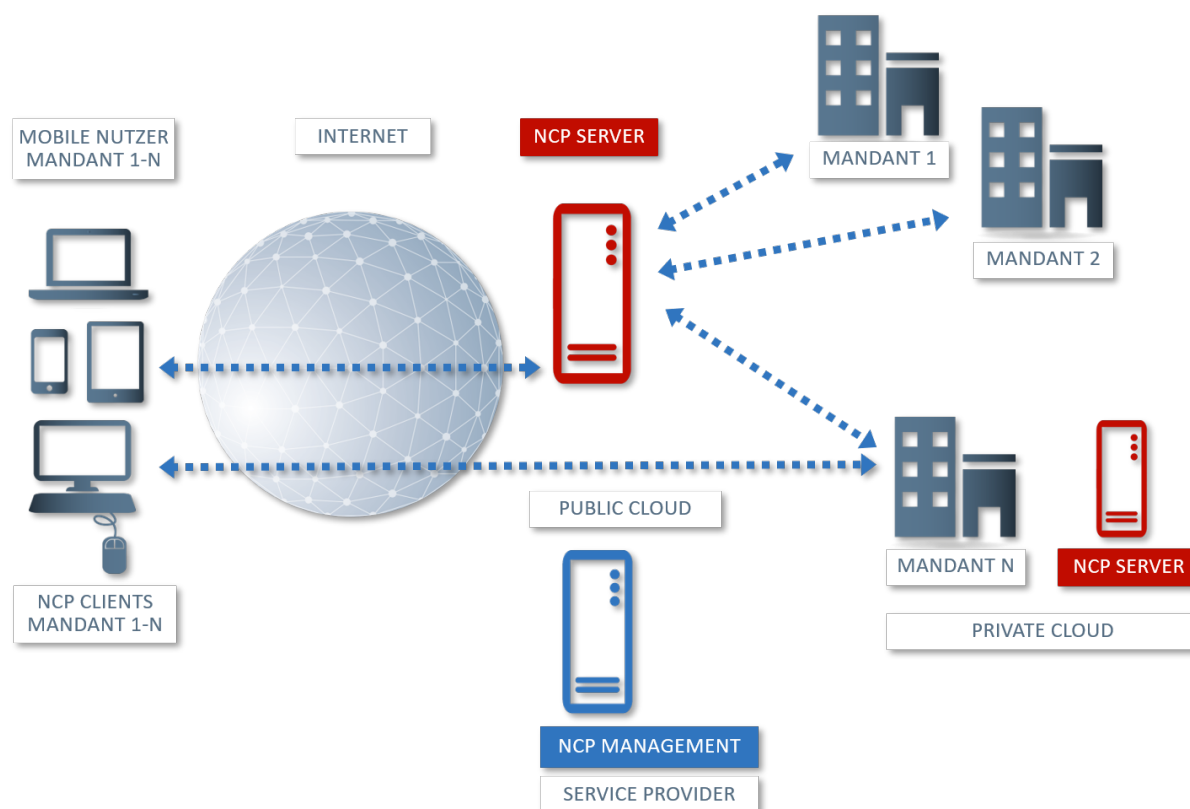 MOBILE NUTZER
MANDANT 1-N
INTERNET
NCP SERVER
MANDANT 1
MANDANT 2
PUBLIC CLOUD
MANDANT N
NCP SERVER
PRIVATE CLOUD
NCP CLIENTS
MANDANT 1-N
NCP MANAGEMENT
SERVICE PROVIDER